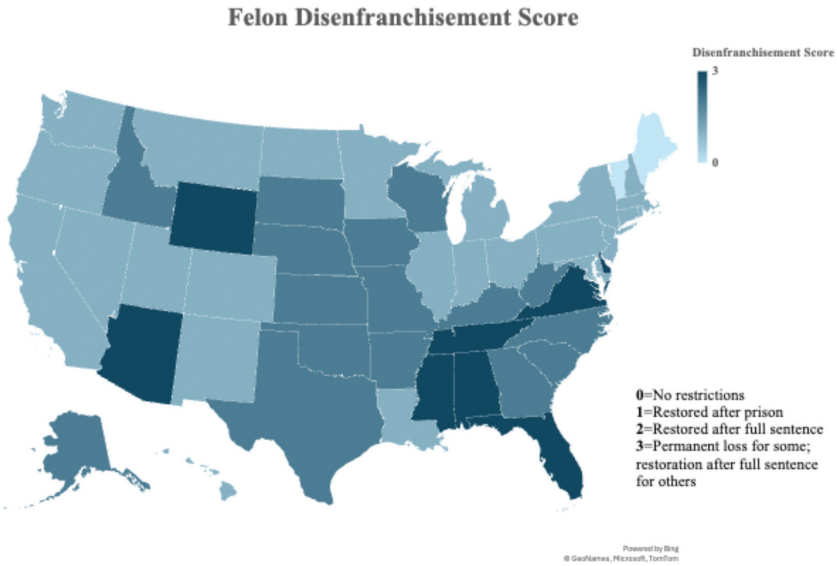 Felon Disenfranchisement Score
Disenfranchisement Score
3
0
0=No restrictions
1=Restored after prison
2=Restored after full sentence
3=Permanent loss for some;
restoration after full sentence
for others
Powered by Bing
© GeoNames, Microsoft, TomTom